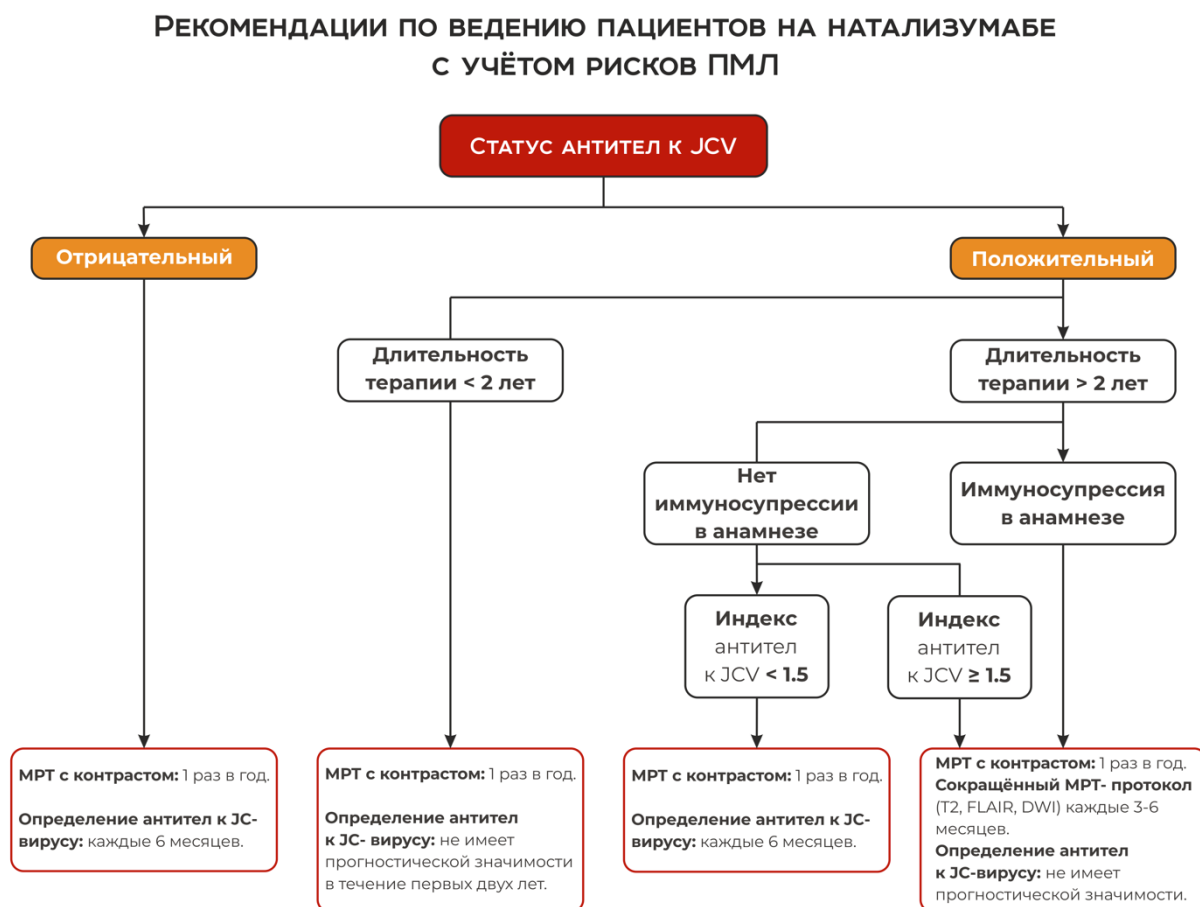 Рекомендации по ведению пациентов на натализумабе
с учётом рисков ПМЛ
Статус антител к JCV
Отрицательный
Положительный
Длительность
терапии < 2 лет
Длительность
терапии > 2 лет
Нет
иммуносупрессии
в анамнезе
Иммуносупрессия
в анамнезе
Индекс
антител
к JCV < 1.5
Индекс
антител
к JCV ≥ 1.5
МРТ с контрастом: 1 раз в год.
Определение антител к JC-
вирусу: каждые 6 месяцев.
МРТ с контрастом: 1 раз в год.
Определение антител
к JC- вирусу: не имеет
прогностической значимости
в течение первых двух лет.
МРТ с контрастом: 1 раз в год.
Определение антител к JC-
вирусу: каждые 6 месяцев.
МРТ с контрастом: 1 раз в год.
Сокращённый МРТ- протокол
(T2, FLAIR, DWI) каждые 3-6
месяцев.
Определение антител
к JC-вирусу: не имеет
прогностической значимости.